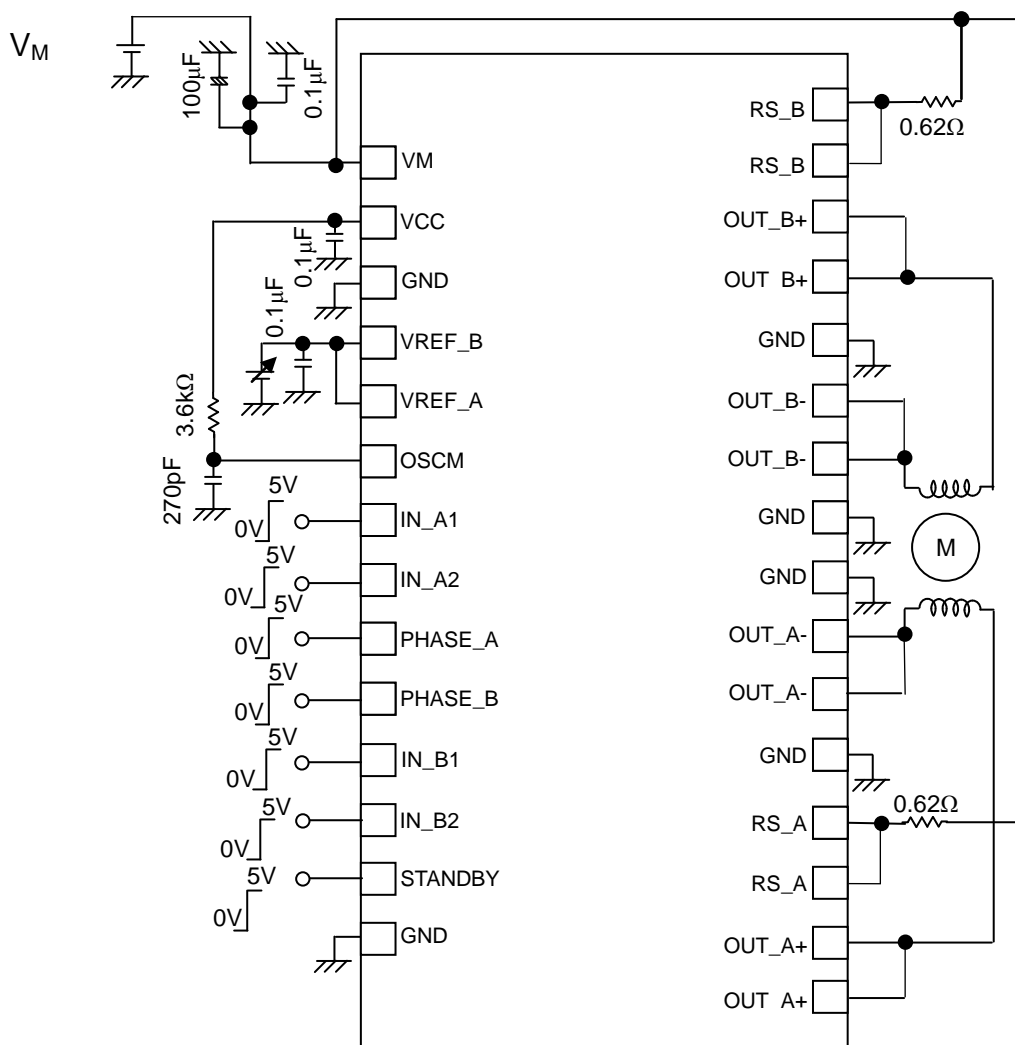 V_M
100μF
0.1μF
VM
VCC
0.1μF
GND
0.1μF
VREF_B
VREF_A
3.6kΩ
OSCM
270pF
5V
0V
IN_A1
5V
0V
IN_A2
5V
0V
PHASE_A
5V
0V
PHASE_B
5V
0V
IN_B1
5V
0V
IN_B2
5V
0V
STANDBY
GND
RS_B
0.62Ω
RS_B
OUT_B+
OUT B+
GND
OUT_B-
OUT_B-
GND
M
GND
OUT_A-
OUT_A-
GND
0.62Ω
RS_A
RS_A
OUT_A+
OUT A+